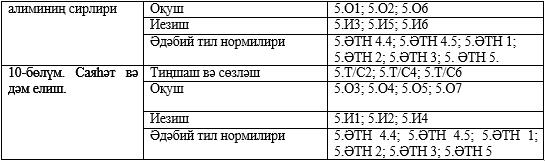 алиминиң сирлири Оқуш 5.О1; 5.О2; 5.О6
Иезиш 5.И3; 5.И5; 5.И6
Әдәбий тил нормилири 5.ӘТН 4.4; 5.ӘТН 4.5; 5.ӘТН 1;
5.ӘТН 2; 5.ӘТН 3; 5. ӘТН 5.
10-бөлүм. Саяһәт вә Тиңшаш вә сөзләш 5.Т/С2; 5.Т/С4; 5.Т/С6
дәм елиш. Оқуш 5.О3; 5.О4; 5.О5; 5.О7
Иезиш 5.И1; 5.И2; 5.И4
Әдәбий тил нормилири 5.ӘТН 4.4; 5.ӘТН 4.5; 5.ӘТН 1;
5.ӘТН 2; 5.ӘТН 3; 5.ӘТН 5